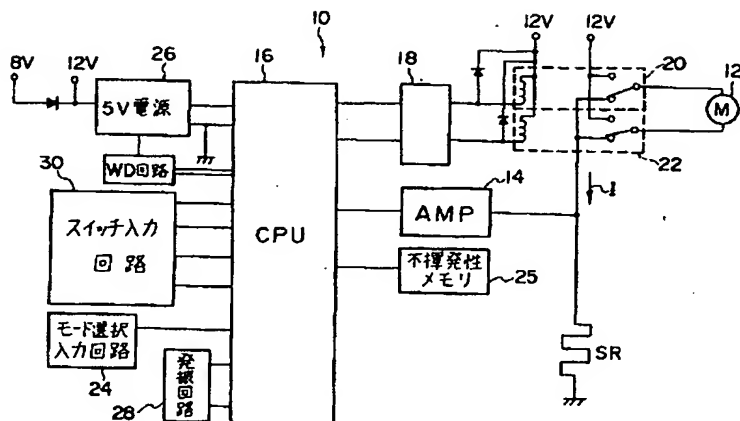 10
8V
12V
26
16
18
12V
12V
20
12
M
5V電源
22
WD回路
30
14
I
スイッチ入力
回路
CPU
AMP
不揮発性
メモリ
25
モード選択
入力回路
24
発振回路
28
SR